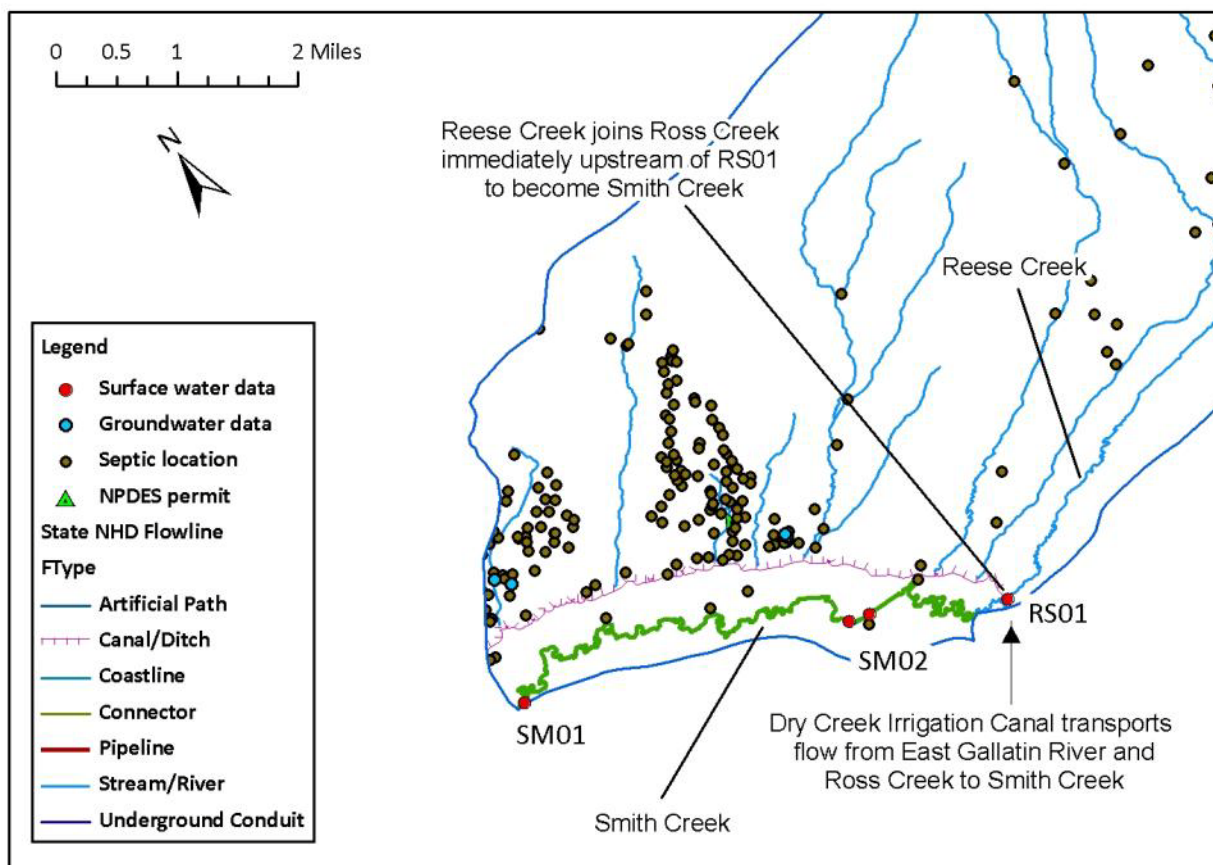 0 0.5 1 2 Miles
N
Reese Creek joins Ross Creek
immediately upstream of RS01
to become Smith Creek
Reese Creek
Legend
Surface water data
Groundwater data
Septic location
NPDES permit
State NHD Flowline
FType
Artificial Path
Canal/Ditch
Coastline
Connector
Pipeline
Stream/River
Underground Conduit
RS01
SM02
SM01
Dry Creek Irrigation Canal transports
flow from East Gallatin River and
Ross Creek to Smith Creek
Smith Creek